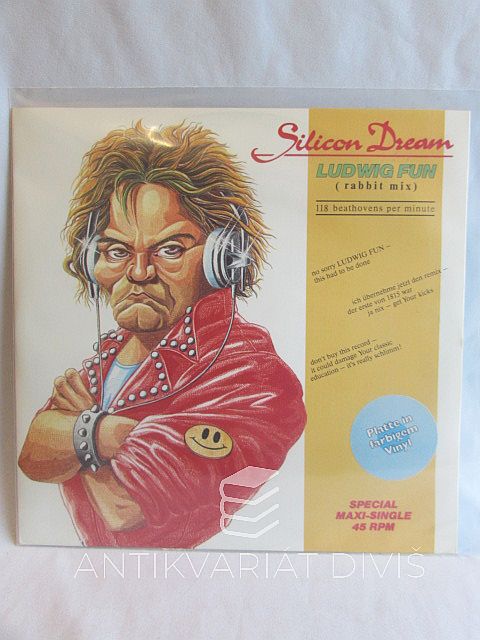 Silicon Dream
LUDWIG FUN
( rabbit mix )
118 beathovens per minute
no sorry LUDWIG FUN –
this had to be done
ich übernehme jetzt den remix –
der erste von 1815 war
ja nix – get Your kicks
don't buy this record –
it could damage Your classic
education – it's really schlimm!
Platte in
farbigem
Vinyl
SPECIAL
MAXI-SINGLE
45 RPM
ANTIKVARIÁT DIVIŠ